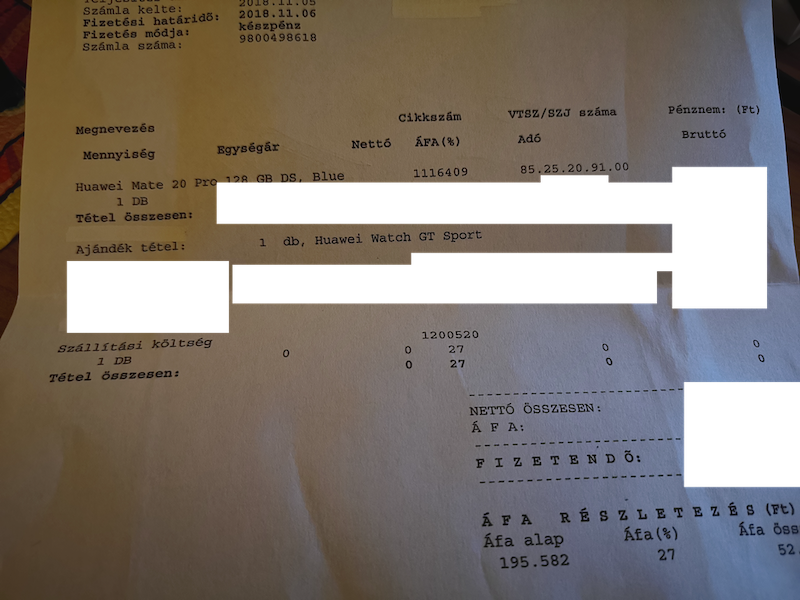 Számla kelte: 2018.11.05
Fizetési határidõ: 2018.11.06
Fizetés módja: készpénz
Számla száma: 9800498618
Cikkszám VTSZ/SZJ száma Pénznem: (Ft)
Megnevezés
Mennyiség Egységár Nettó ÁFA(%) Adó Bruttó
Huawei Mate 20 Pro 128 GB DS, Blue 1116409 85.25.20.91.00
1 DB
Tétel összesen:
Ajándék tétel: 1 db, Huawei Watch GT Sport
1200520
Szállítási költség
1 DB 0 0 27 0 0
Tétel összesen: 0 27 0 0
NETTÓ ÖSSZESEN:
Á F A:
F I Z E T E N D Õ:
Á F A R É S Z L E T E Z É S (Ft)
Áfa alap Áfa(%) Áfa
195.582 27 52.